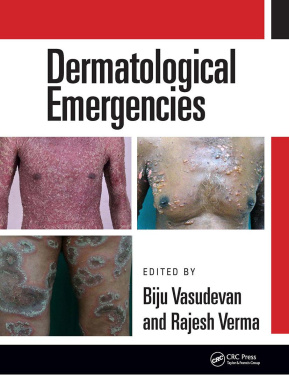 Dermatological
Emergencies
EDITED BY
Biju Vasudevan
and Rajesh Verma
CRC Press
Taylor & Francis Group